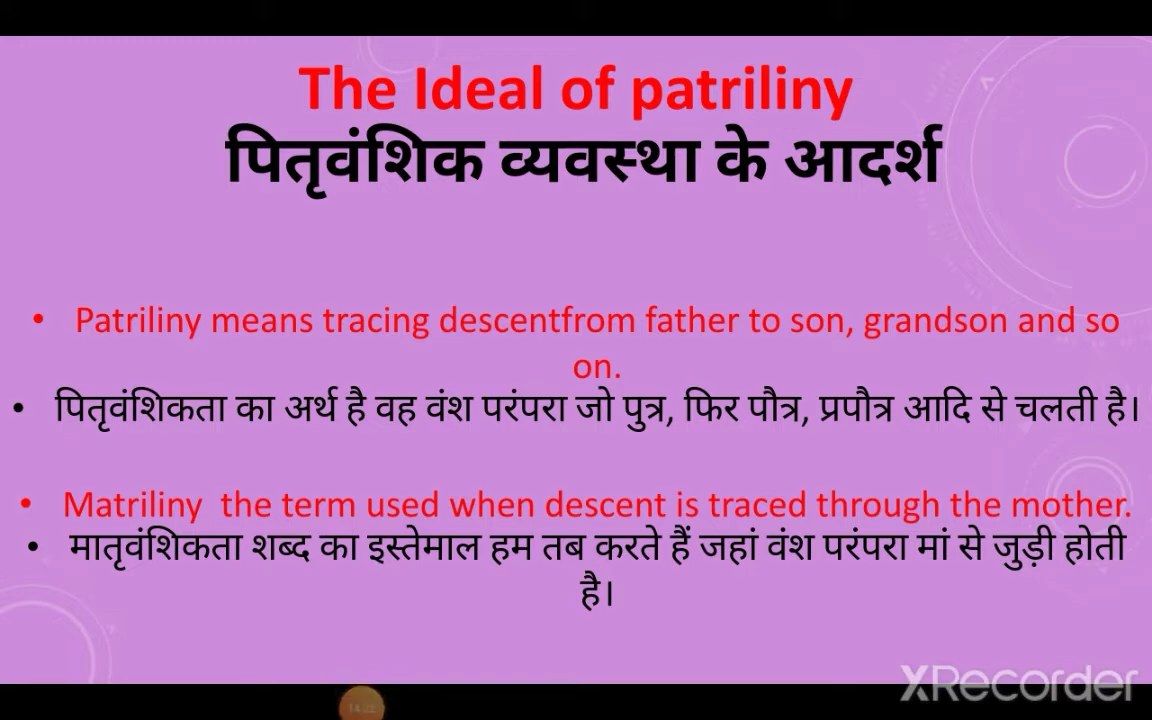 The Ideal of patriliny
पितृवंशिक व्यवस्था के आदर्श
• Patriliny means tracing descentfrom father to son, grandson and so
on.
• पितृवंशिकता का अर्थ है वह वंश परंपरा जो पुत्र, फिर पौत्र, प्रपौत्र आदि से चलती है।
• Matriliny the term used when descent is traced through the mother.
• मातृवंशिकता शब्द का इस्तेमाल हम तब करते हैं जहां वंश परंपरा मां से जुड़ी होती
है।
XRecorder